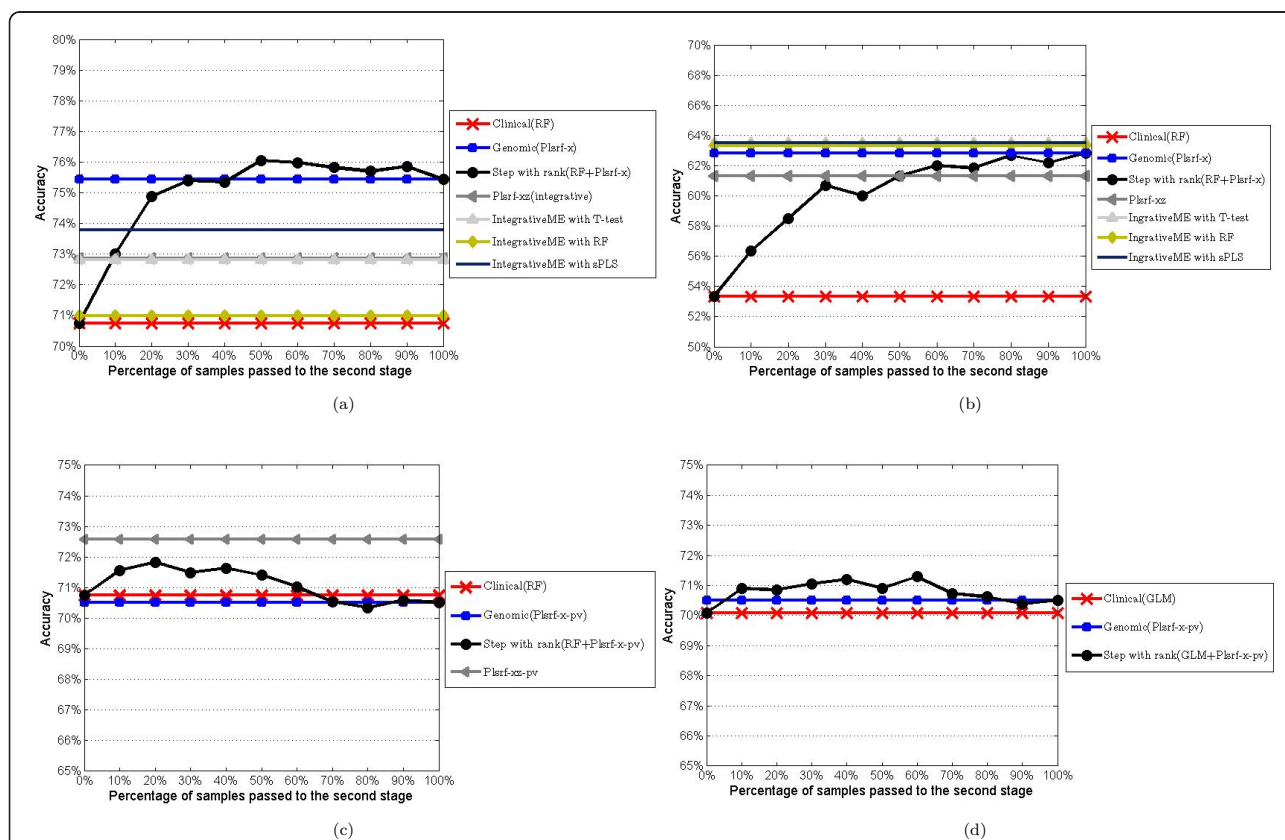 80%
79%
78%
77%
76%
75%
74%
73%
72%
71%
70%
Accuracy
0% 10% 20% 30% 40% 50% 60% 70% 80% 90% 100%
Percentage of samples passed to the second stage
Clinical(RF)
Genomic(Plsrf-x)
Step with rank(RF+Plsrf-x)
Plsrf-xz(integrative)
IntegrativeME with T-test
IntegrativeME with RF
IntegrativeME with sPLS
(a)
70%
68%
66%
64%
62%
60%
58%
56%
54%
52%
50%
Accuracy
0% 10% 20% 30% 40% 50% 60% 70% 80% 90% 100%
Percentage of samples passed to the second stage
Clinical(RF)
Genomic(Plsrf-x)
Step with rank(RF+Plsrf-x)
Plsrf-xz
IngrativeME with T-test
IngrativeME with RF
IngrativeME with sPLS
(b)
75%
74%
73%
72%
71%
70%
69%
68%
67%
66%
65%
Accuracy
0% 10% 20% 30% 40% 50% 60% 70% 80% 90% 100%
Percentage of samples passed to the second stage
Clinical(RF)
Genomic(Plsrf-x-pv)
Step with rank(RF+Plsrf-x-pv)
Plsrf-xz-pv
(c)
75%
74%
73%
72%
71%
70%
69%
68%
67%
66%
65%
Accuracy
0% 10% 20% 30% 40% 50% 60% 70% 80% 90% 100%
Percentage of samples passed to the second stage
Clinical(GLM)
Genomic(Plsrf-x-pv)
Step with rank(GLM+Plsrf-x-pv)
(d)